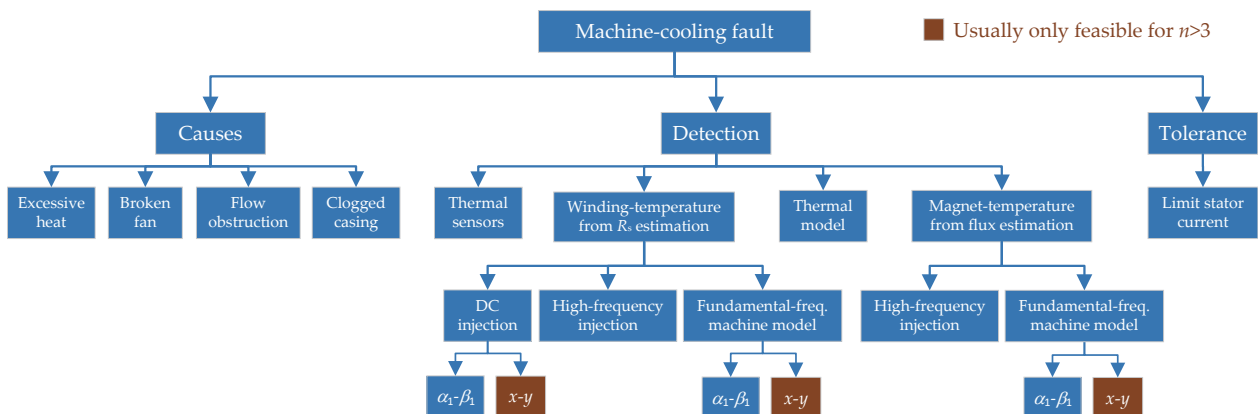 Machine-cooling fault
Usually only feasible for n>3
Causes
Detection
Tolerance
Excessive
heat
Broken
fan
Flow
obstruction
Clogged
casing
Thermal
sensors
Winding-temperature
from Rₛ estimation
Thermal
model
Magnet-temperature
from flux estimation
Limit stator
current
DC
injection
High-frequency
injection
Fundamental-freq.
machine model
High-frequency
injection
Fundamental-freq.
machine model
α₁-β₁
x-y
α₁-β₁
x-y
α₁-β₁
x-y